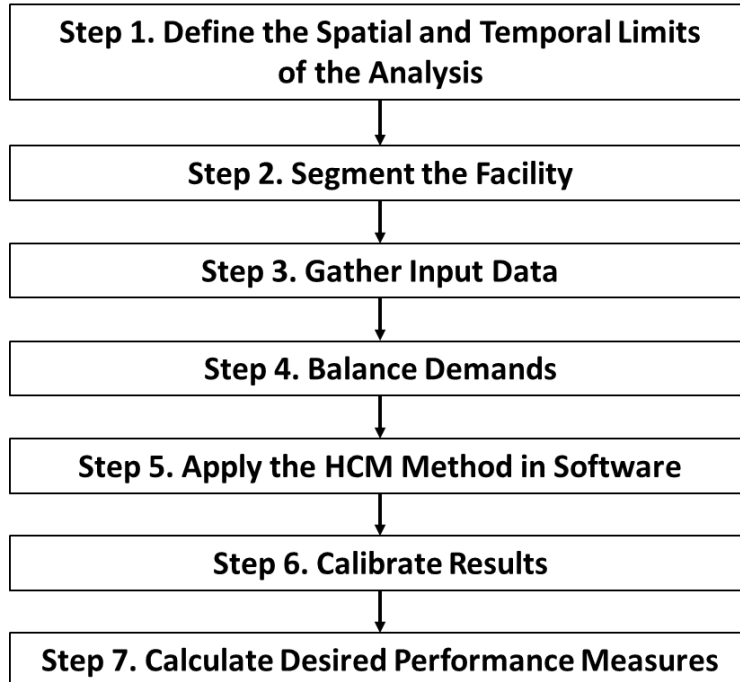 Step 1. Define the Spatial and Temporal Limits
of the Analysis
Step 2. Segment the Facility
Step 3. Gather Input Data
Step 4. Balance Demands
Step 5. Apply the HCM Method in Software
Step 6. Calibrate Results
Step 7. Calculate Desired Performance Measures